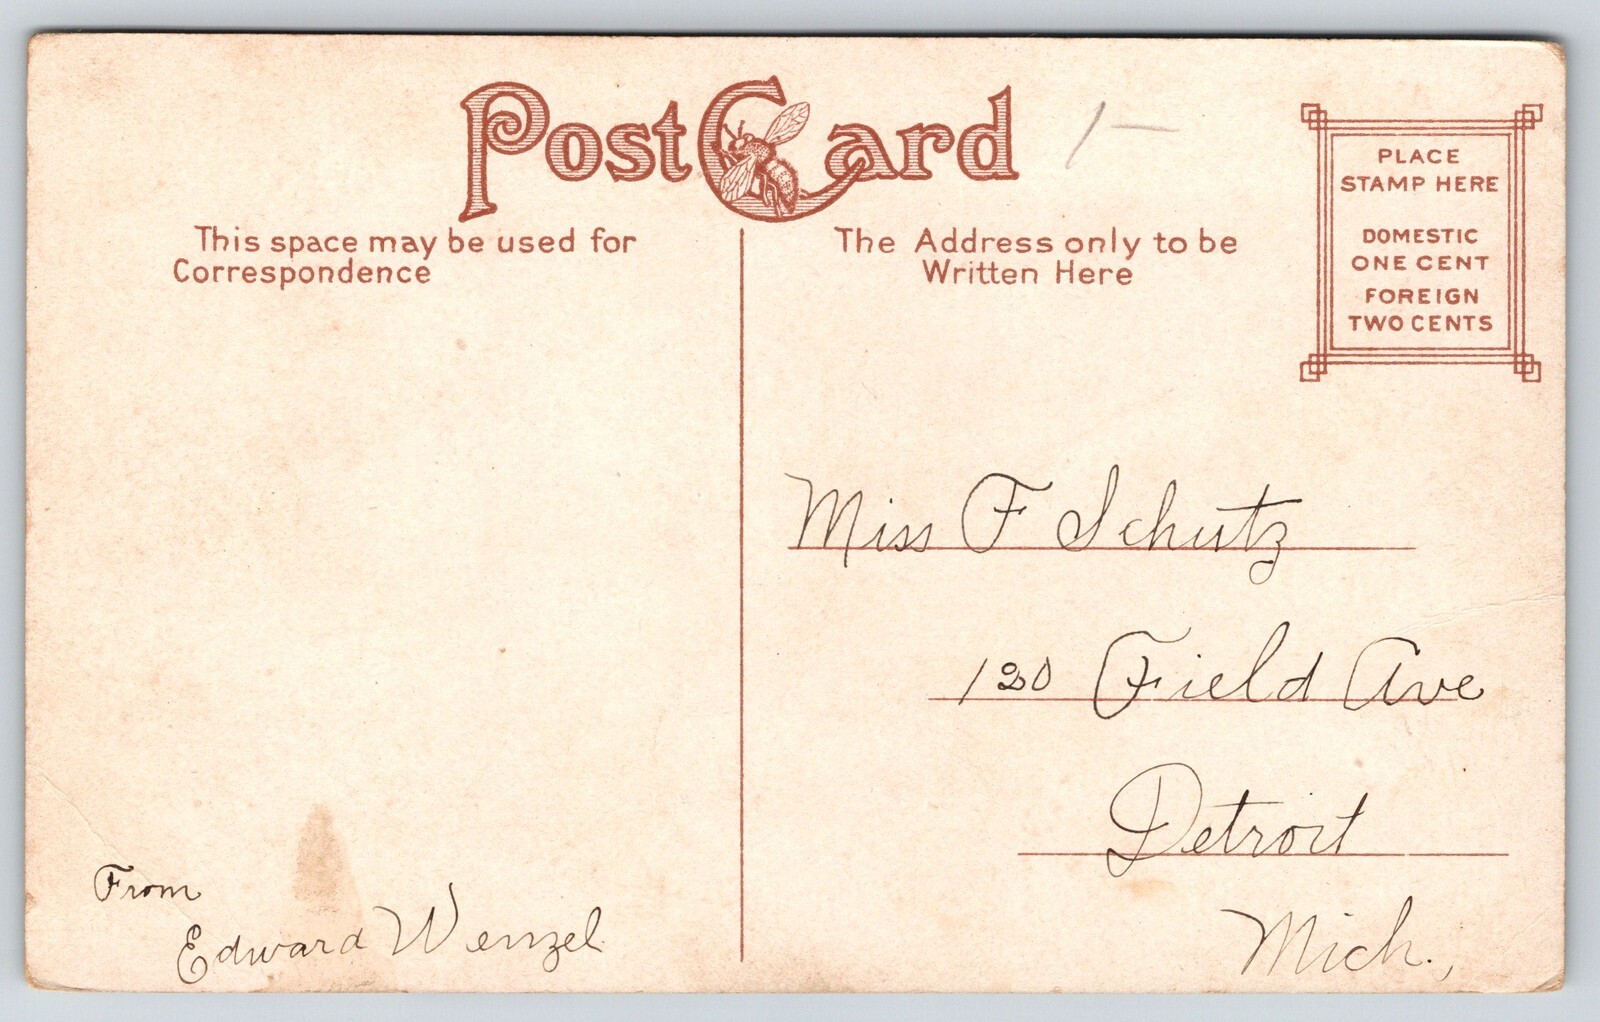 Post Card
1-
This space may be used for
Correspondence
The Address only to be
Written Here
PLACE
STAMP HERE
DOMESTIC
ONE CENT
FOREIGN
TWO CENTS
Miss F Schutz
120 Field Ave
Detroit
Mich.,
From
Edward Wenzel